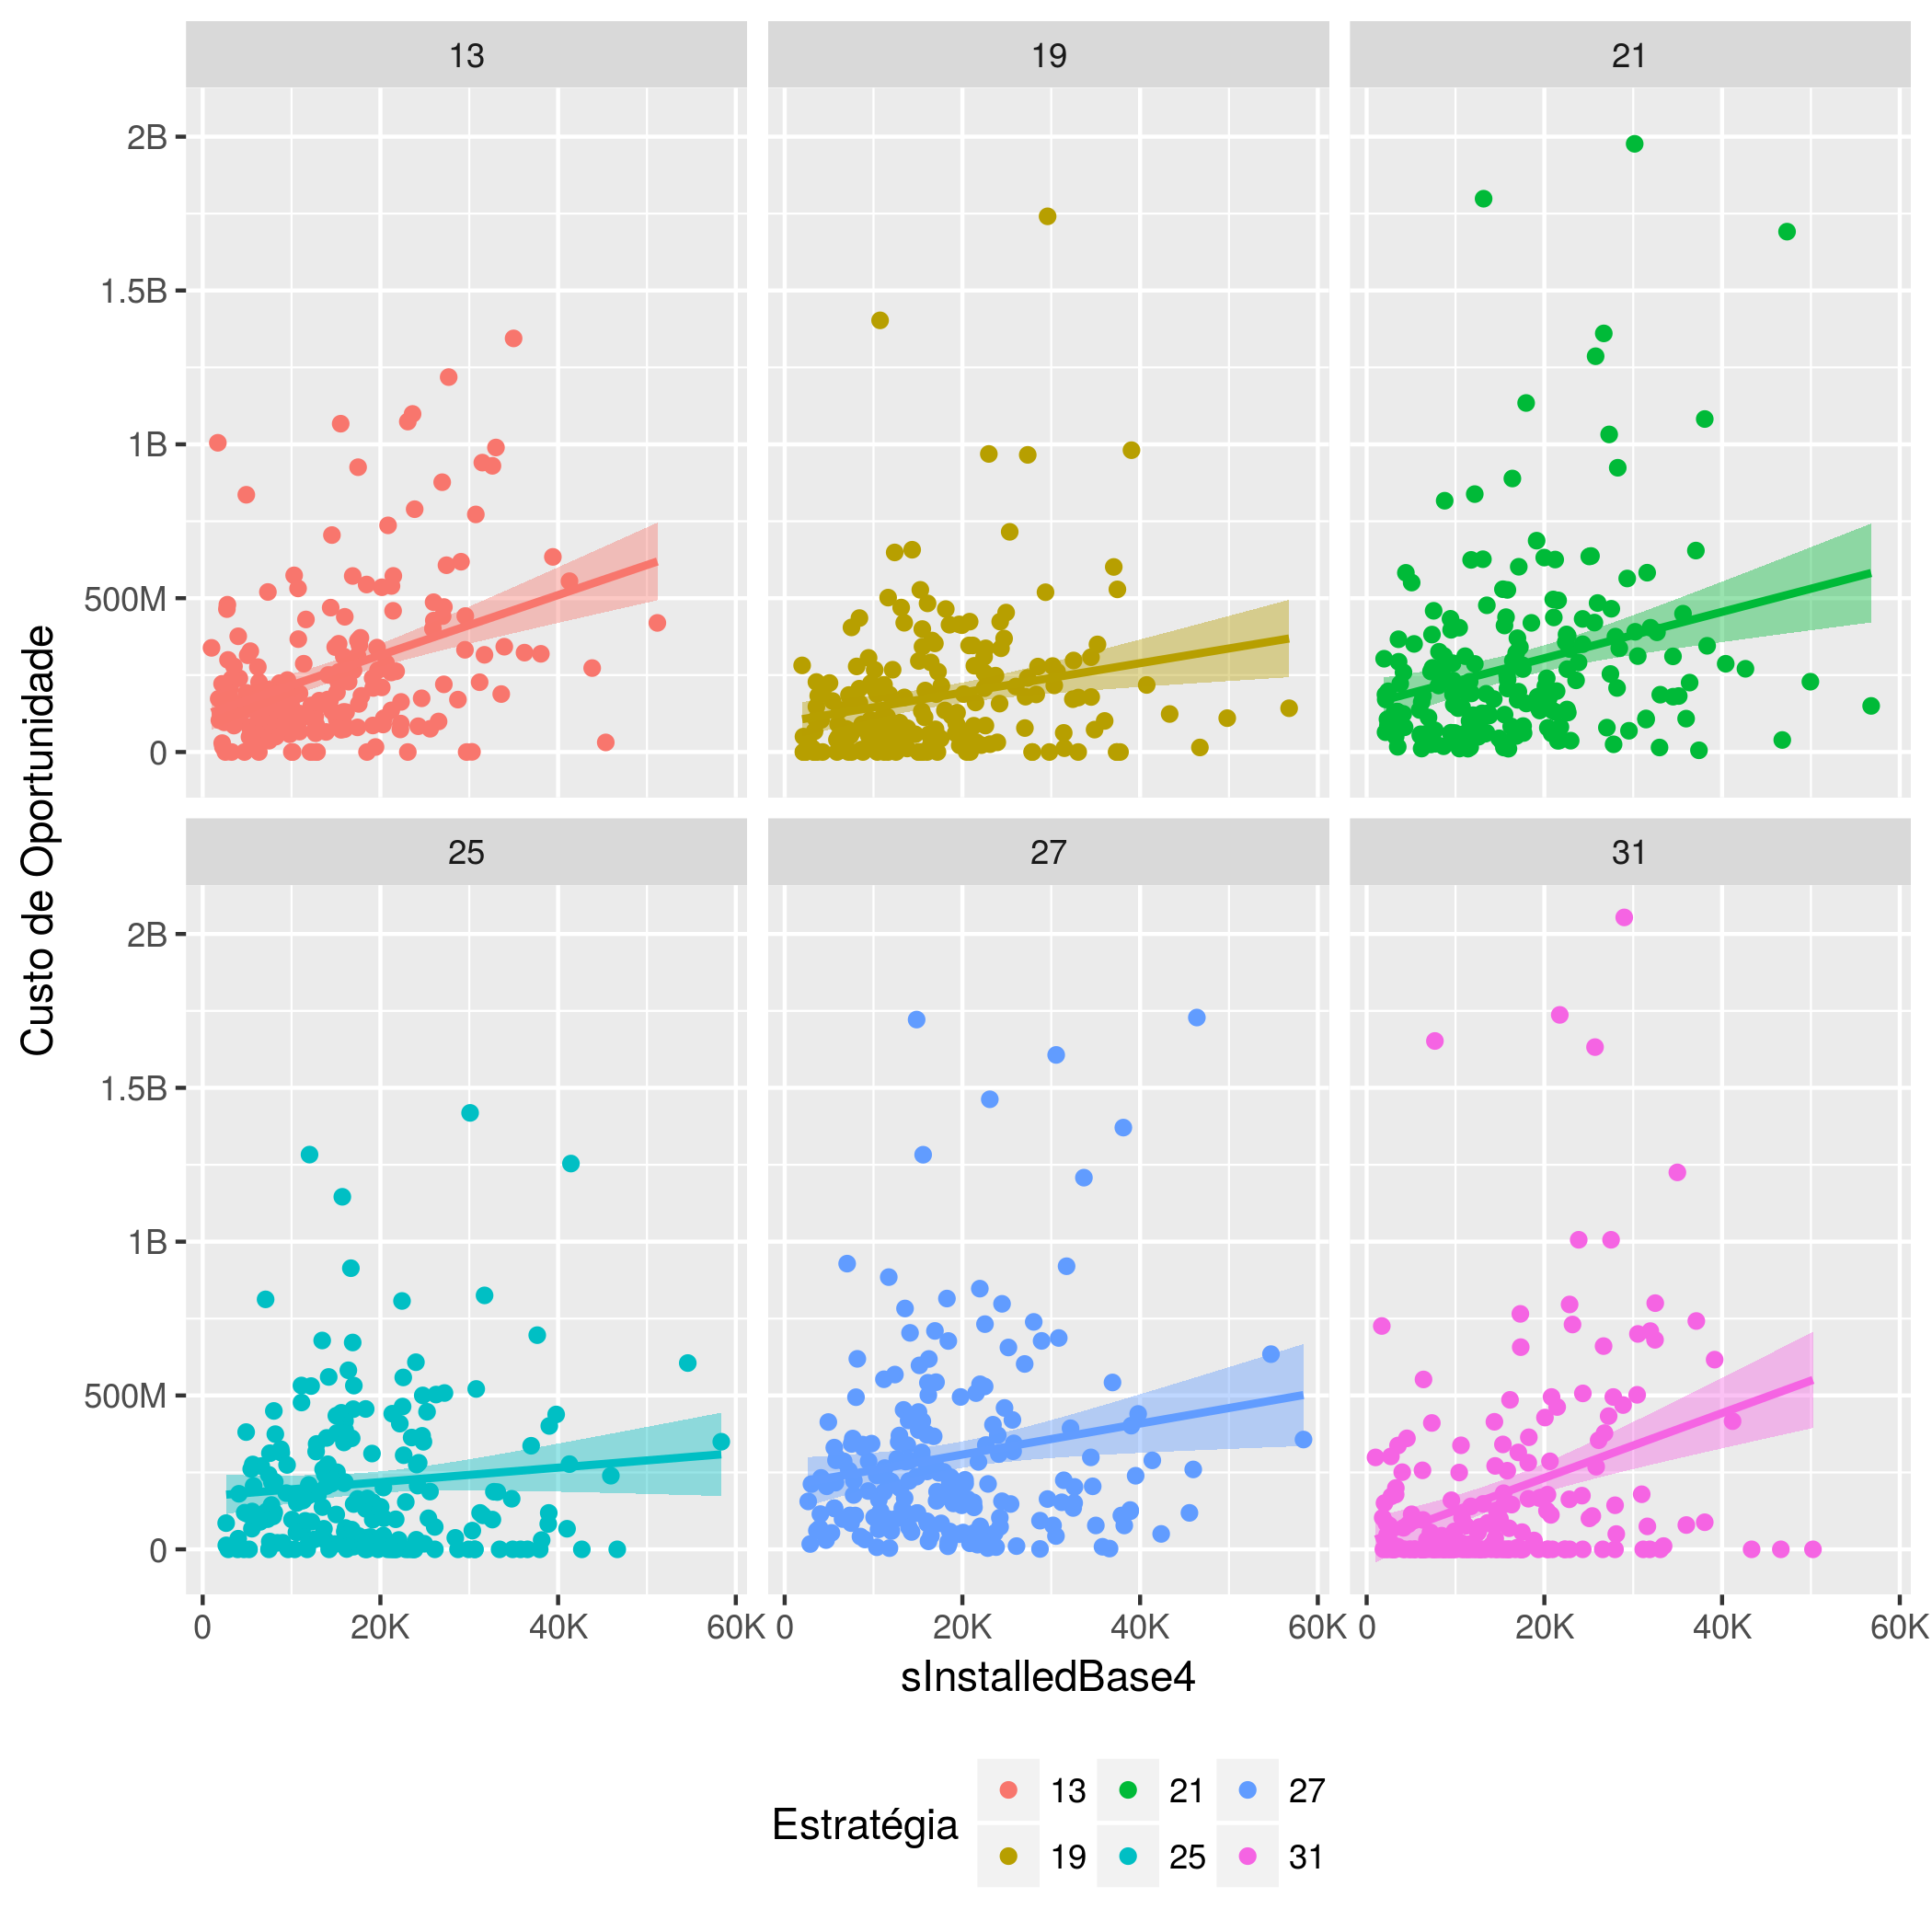 13 19 21
2B
1.5B
1B
500M
0
25 27 31
2B
1.5B
1B
500M
0
0 20K 40K 60K 0 20K 40K 60K 0 20K 40K 60K
Custo de Oportunidade
sInstalledBase4
Estratégia
13 21 27
19 25 31